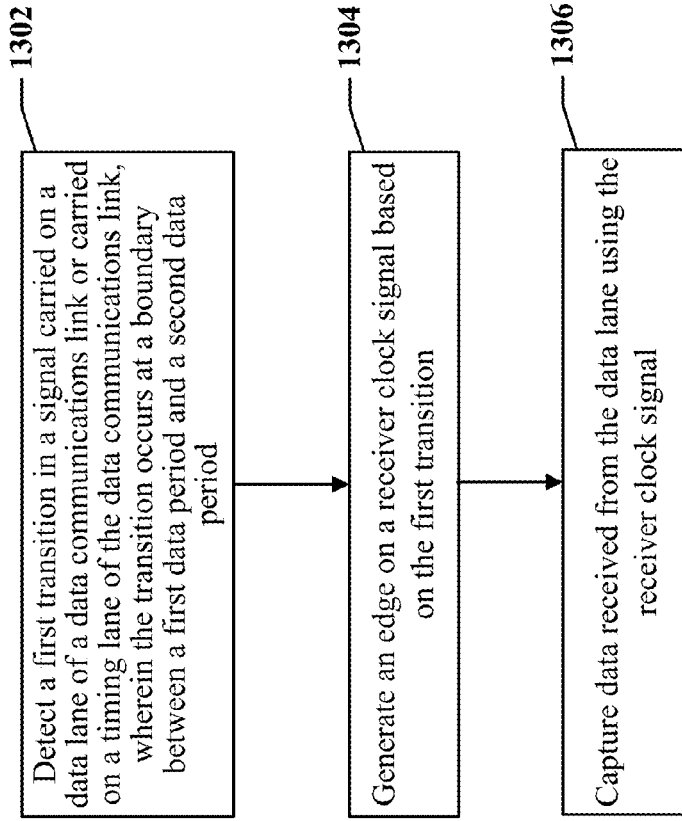 1302
Detect a first transition in a signal carried on a
data lane of a data communications link or carried
on a timing lane of the data communications link,
wherein the transition occurs at a boundary
between a first data period and a second data
period
1304
Generate an edge on a receiver clock signal based
on the first transition
1306
Capture data received from the data lane using the
receiver clock signal